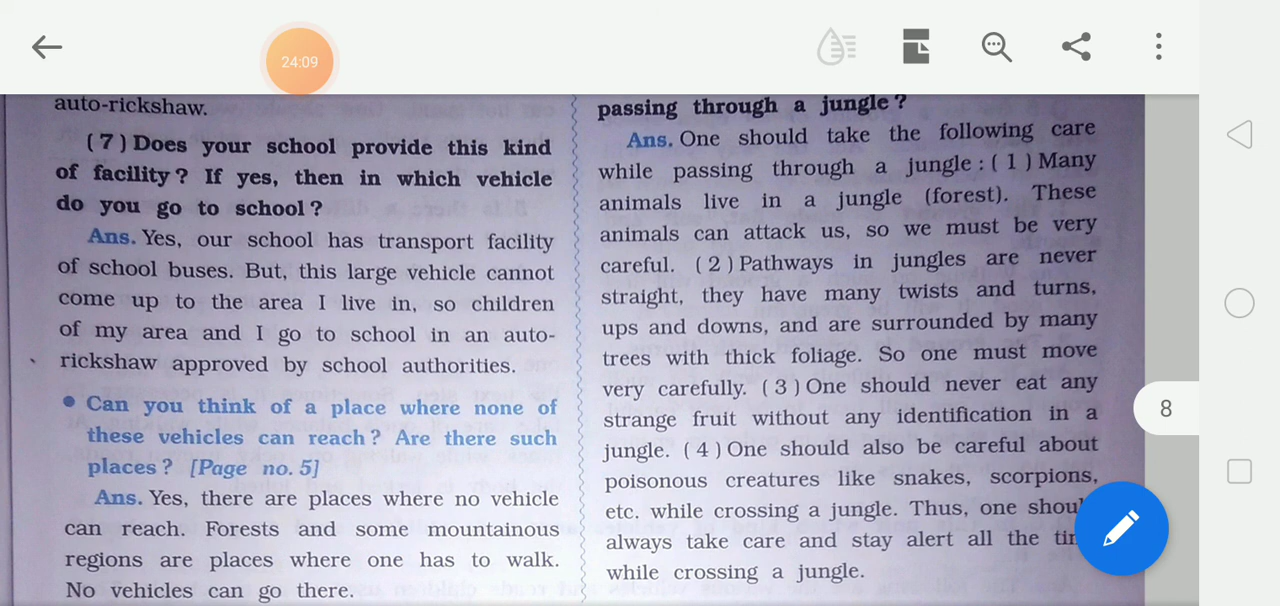 24:09
auto-rickshaw.
( 7 ) Does your school provide this kind
of facility ? If yes, then in which vehicle
do you go to school ?
Ans. Yes, our school has transport facility
of school buses. But, this large vehicle cannot
come up to the area I live in, so children
of my area and I go to school in an auto-
rickshaw approved by school authorities.
● Can you think of a place where none of
these vehicles can reach ? Are there such
places ? [Page no. 5]
Ans. Yes, there are places where no vehicle
can reach. Forests and some mountainous
regions are places where one has to walk.
No vehicles can go there.
passing through a jungle ?
Ans. One should take the following care
while passing through a jungle : ( 1 ) Many
animals live in a jungle (forest). These
animals can attack us, so we must be very
careful. ( 2 ) Pathways in jungles are never
straight, they have many twists and turns,
ups and downs, and are surrounded by many
trees with thick foliage. So one must move
very carefully. ( 3 ) One should never eat any
strange fruit without any identification in a
jungle. ( 4 ) One should also be careful about
poisonous creatures like snakes, scorpions,
etc. while crossing a jungle. Thus, one shou
always take care and stay alert all the tin
while crossing a jungle.
8